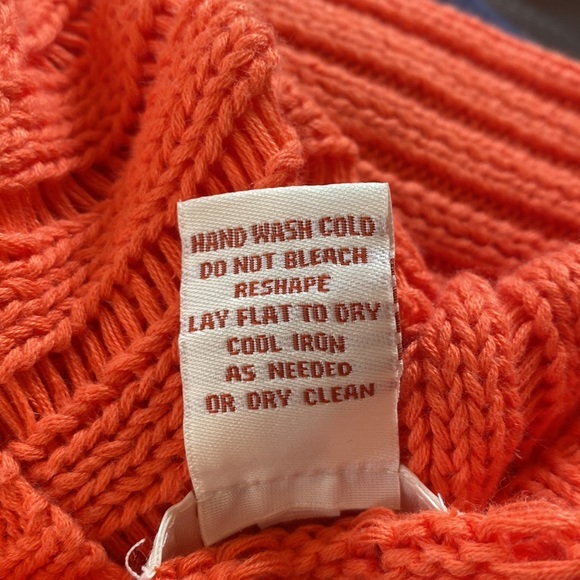 HAND WASH COLD
DO NOT BLEACH
RESHAPE
LAY FLAT TO DRY
COOL IRON
AS NEEDED
OR DRY CLEAN